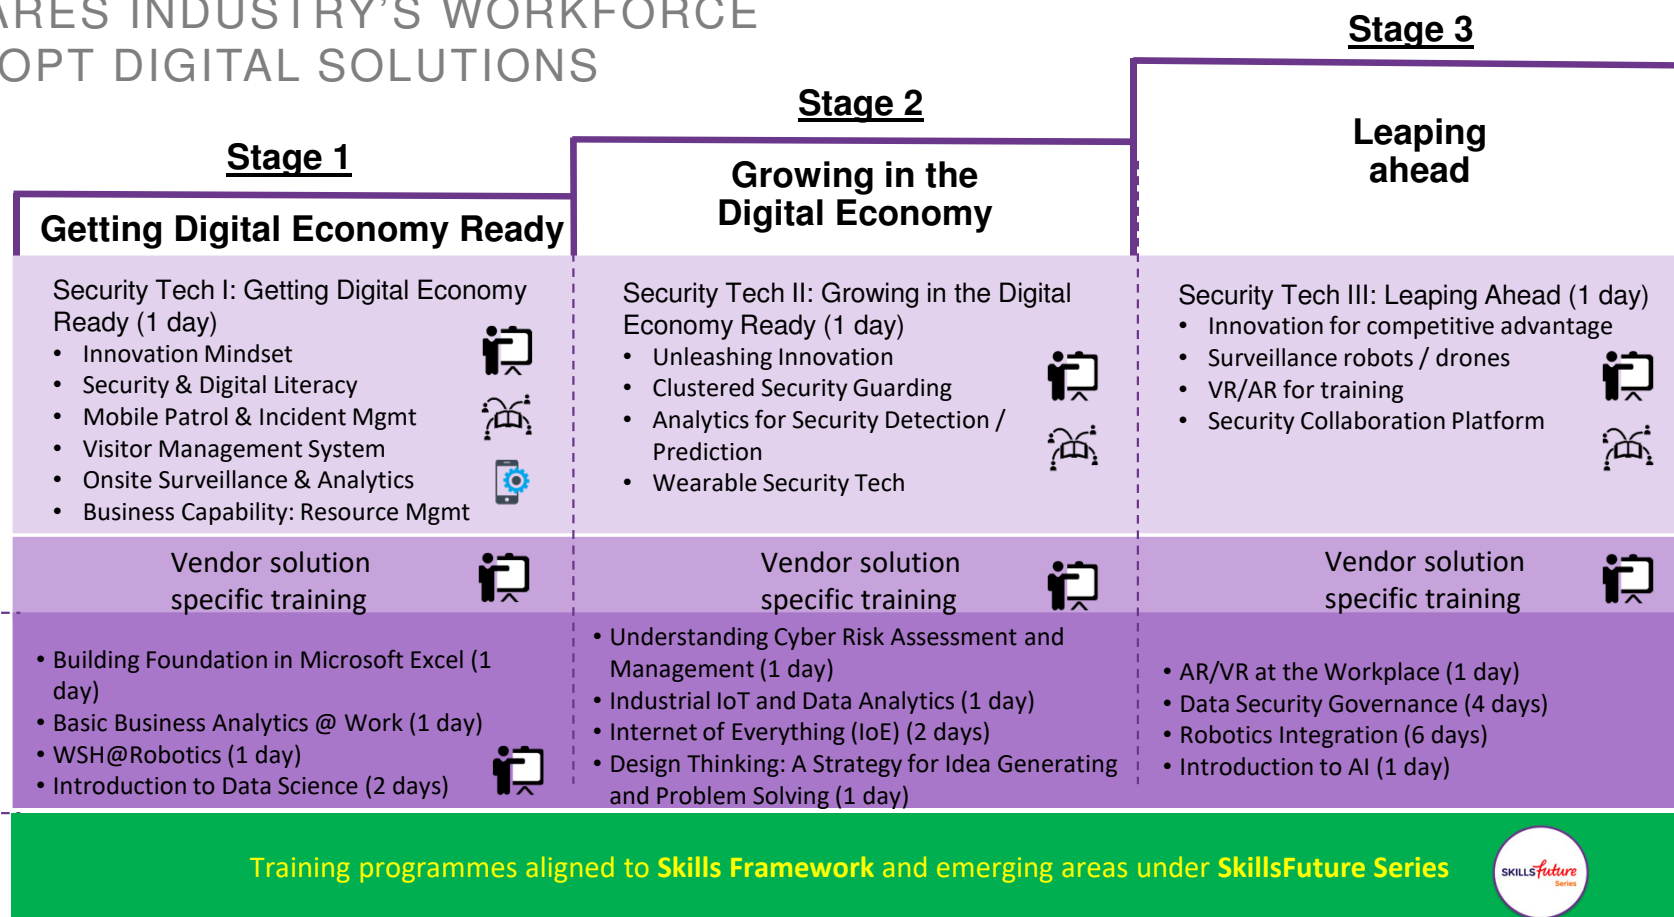 ARES INDUSTRY'S WORKFORCE
OPT DIGITAL SOLUTIONS
Stage 1
Getting Digital Economy Ready
Security Tech I: Getting Digital Economy
Ready (1 day)
• Innovation Mindset
• Security & Digital Literacy
• Mobile Patrol & Incident Mgmt
• Visitor Management System
• Onsite Surveillance & Analytics
• Business Capability: Resource Mgmt
Vendor solution
specific training
• Building Foundation in Microsoft Excel (1
day)
• Basic Business Analytics @ Work (1 day)
• WSH@Robotics (1 day)
• Introduction to Data Science (2 days)
Stage 2
Growing in the
Digital Economy
Security Tech II: Growing in the Digital
Economy Ready (1 day)
• Unleashing Innovation
• Clustered Security Guarding
• Analytics for Security Detection /
Prediction
• Wearable Security Tech
Vendor solution
specific training
• Understanding Cyber Risk Assessment and
Management (1 day)
• Industrial IoT and Data Analytics (1 day)
• Internet of Everything (IoE) (2 days)
• Design Thinking: A Strategy for Idea Generating
and Problem Solving (1 day)
Stage 3
Leaping
ahead
Security Tech III: Leaping Ahead (1 day)
• Innovation for competitive advantage
• Surveillance robots / drones
• VR/AR for training
• Security Collaboration Platform
Vendor solution
specific training
• AR/VR at the Workplace (1 day)
• Data Security Governance (4 days)
• Robotics Integration (6 days)
• Introduction to AI (1 day)
Training programmes aligned to Skills Framework and emerging areas under SkillsFuture Series
SKILLSfuture
Series